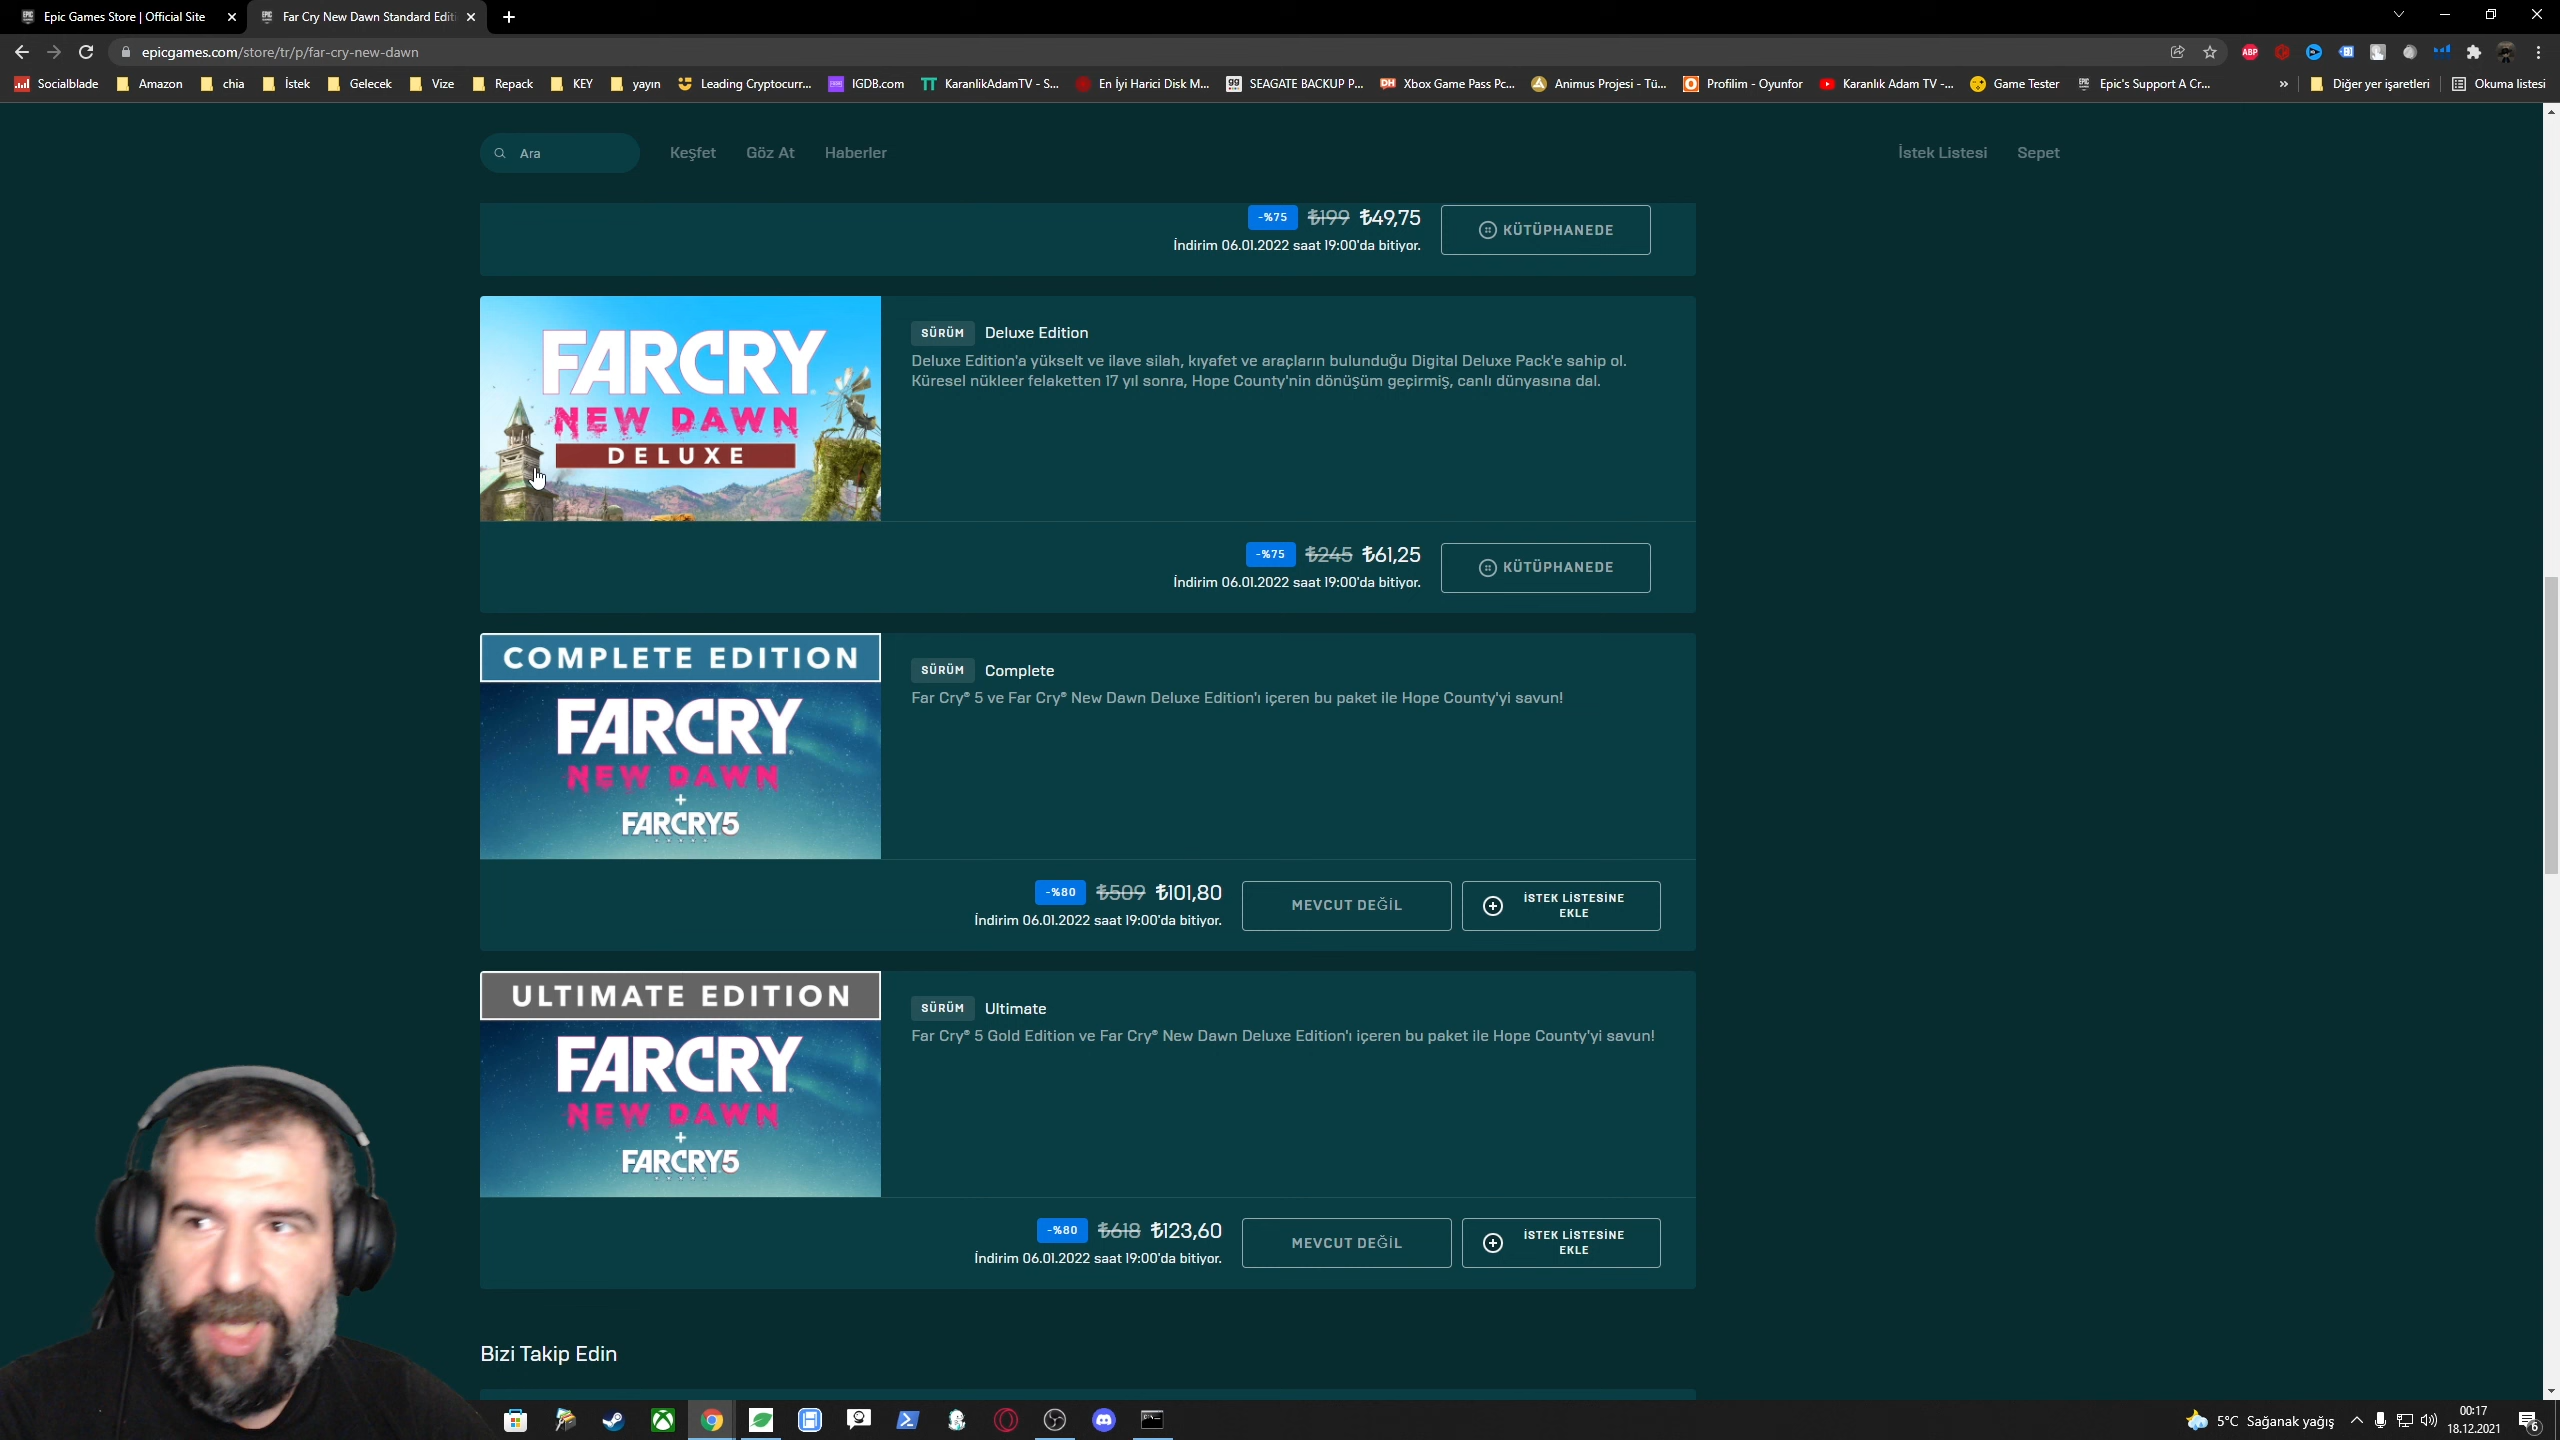 Epic Games Store | Official Site
Far Cry New Dawn Standard Editi
epicgames.com/store/tr/p/far-cry-new-dawn
ABP
Socialblade
Amazon
chia
İstek
Gelecek
Vize
Repack
KEY
yayın
Leading Cryptocurr...
IGDB.com
KaranlikAdamTV - S...
En İyi Harici Disk M...
SEAGATE BACKUP P...
Xbox Game Pass Pc...
Animus Projesi - Tü...
Profilim - Oyunfor
Karanlık Adam TV -...
Game Tester
Epic's Support A Cr...
»
Diğer yer işaretleri
Okuma listesi
Ara
Keşfet
Göz At
Haberler
İstek Listesi
Sepet
-%75 ₺199 ₺49,75
İndirim 06.01.2022 saat 19:00'da bitiyor.
KÜTÜPHANEDE
FARCRY
NEW DAWN
DELUXE
SÜRÜM Deluxe Edition
Deluxe Edition'a yükselt ve ilave silah, kıyafet ve araçların bulunduğu Digital Deluxe Pack'e sahip ol.
Küresel nükleer felaketten 17 yıl sonra, Hope County'nin dönüşüm geçirmiş, canlı dünyasına dal.
-%75 ₺245 ₺61,25
İndirim 06.01.2022 saat 19:00'da bitiyor.
KÜTÜPHANEDE
COMPLETE EDITION
FARCRY
NEW DAWN
+
FARCRY5
SÜRÜM Complete
Far Cry® 5 ve Far Cry® New Dawn Deluxe Edition'ı içeren bu paket ile Hope County'yi savun!
-%80 ₺509 ₺101,80
İndirim 06.01.2022 saat 19:00'da bitiyor.
MEVCUT DEĞİL
İSTEK LİSTESİNE
EKLE
ULTIMATE EDITION
FARCRY
NEW DAWN
+
FARCRY5
SÜRÜM Ultimate
Far Cry® 5 Gold Edition ve Far Cry® New Dawn Deluxe Edition'ı içeren bu paket ile Hope County'yi savun!
-%80 ₺618 ₺123,60
İndirim 06.01.2022 saat 19:00'da bitiyor.
MEVCUT DEĞİL
İSTEK LİSTESİNE
EKLE
Bizi Takip Edin
5°C Sağanak yağış
00:17
18.12.2021
6